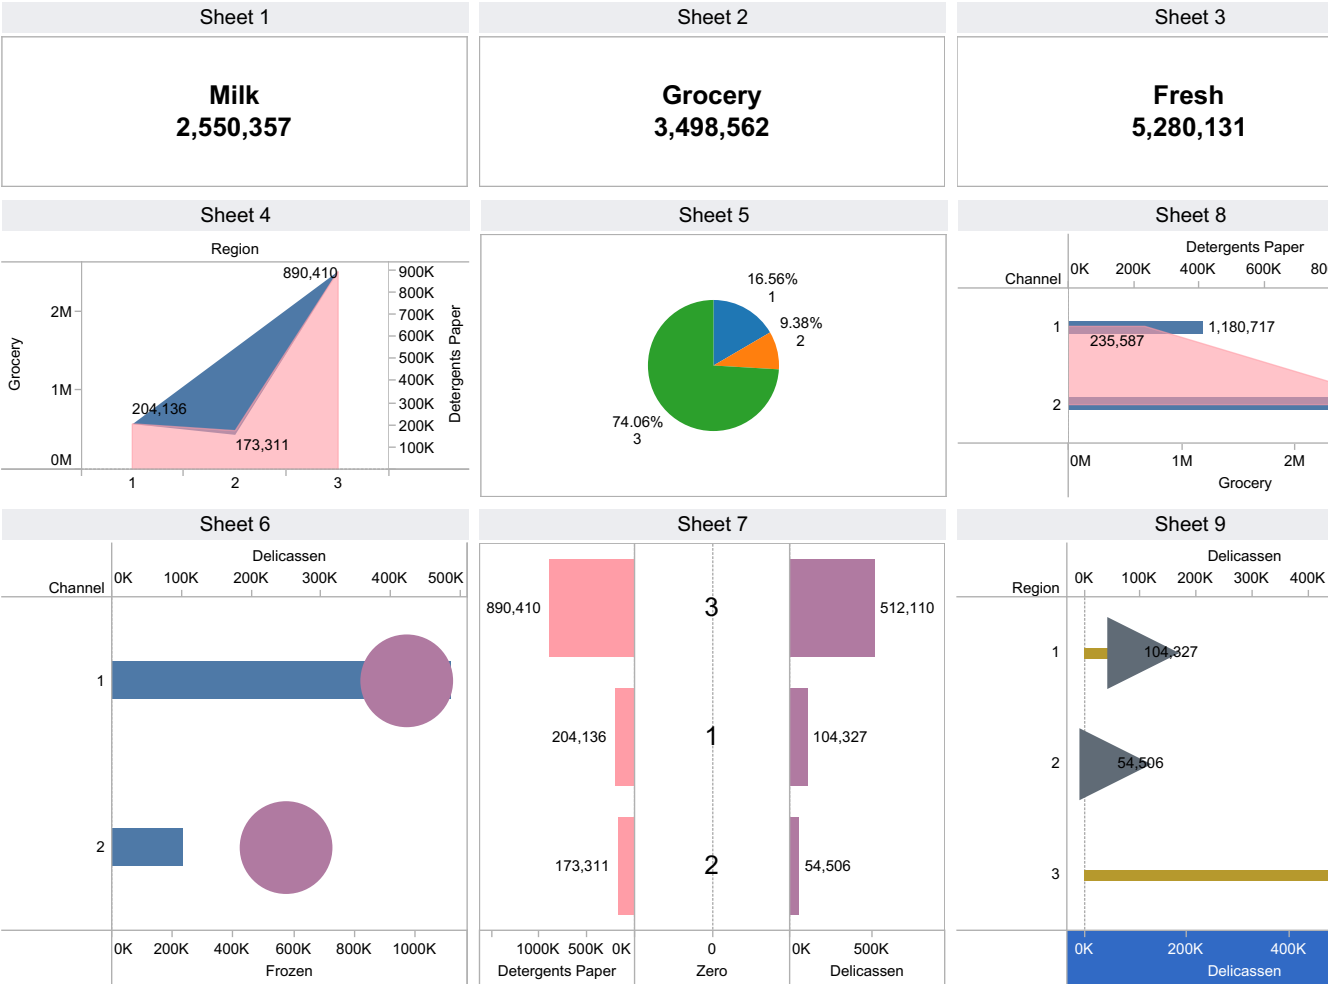 Sheet 1
Milk
2,550,357
Sheet 2
Grocery
3,498,562
Sheet 3
Fresh
5,280,131
Sheet 4
Region
Grocery
2M
1M
0M
890,410
204,136
173,311
900K
800K
700K
600K
500K
400K
300K
200K
100K
Detergents Paper
1 2 3
Sheet 5
16.56%
1
9.38%
2
74.06%
3
Sheet 8
Detergents Paper
Channel
0K 200K 400K 600K 80
1
1,180,717
235,587
2
0M 1M 2M
Grocery
Sheet 6
Delicassen
Channel
0K 100K 200K 300K 400K 500K
1
2
0K 200K 400K 600K 800K 1000K
Frozen
Sheet 7
890,410 3 512,110
204,136 1 104,327
173,311 2 54,506
1000K 500K 0K 0 0K 500K
Detergents Paper Zero Delicassen
Sheet 9
Delicassen
Region
0K 100K 200K 300K 400K
1 104,327
2 54,506
3
0K 200K 400K
Delicassen